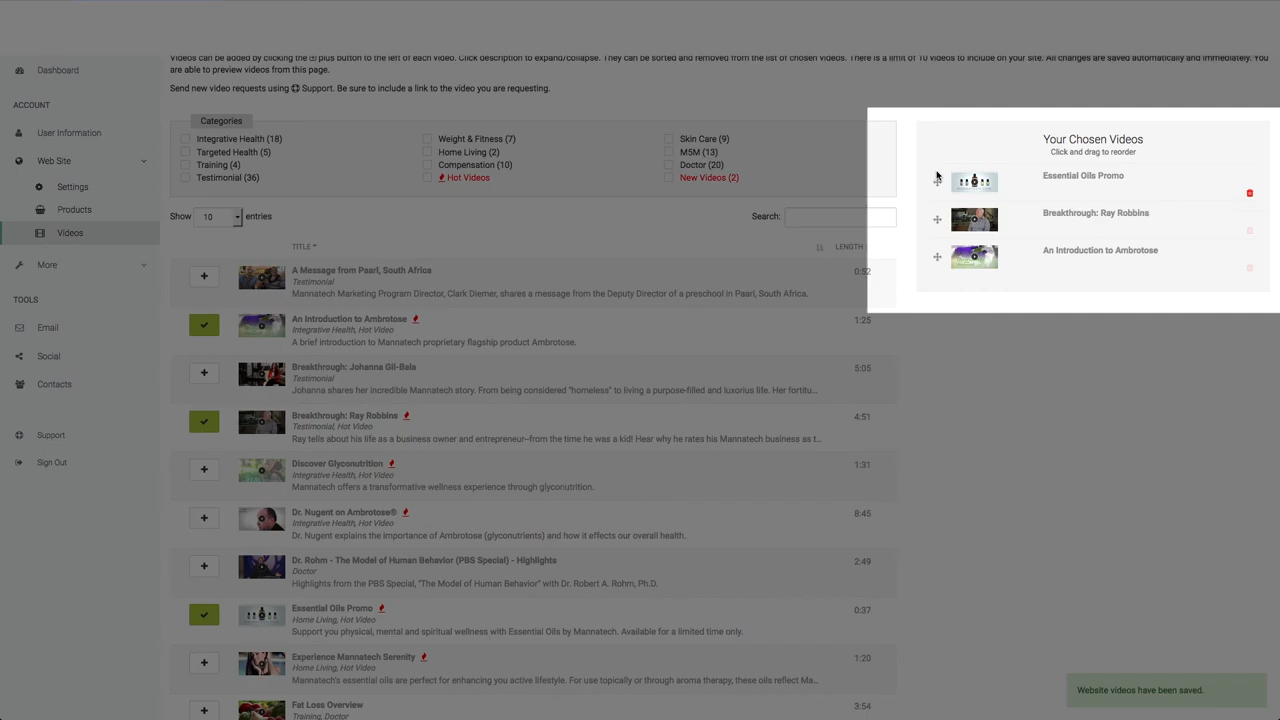 Videos can be added by clicking the plus button to the left of each video. Click description to expand/collapse. They can be sorted and removed from the list of chosen videos. There is a limit of 10 videos to include on your site. All changes are saved automatically and immediately. You
are able to preview videos from this page.
Send new video requests using Support. Be sure to include a link to the video you are requesting.
Dashboard
ACCOUNT
User Information
Web Site
Settings
Products
Videos
More
TOOLS
Email
Social
Contacts
Support
Sign Out
Categories
Integrative Health (18)
Targeted Health (5)
Training (4)
Testimonial (36)
Weight & Fitness (7)
Home Living (2)
Compensation (10)
Hot Videos
Skin Care (9)
M5M (13)
Doctor (20)
New Videos (2)
Show 10 entries
Search:
TITLE
LENGTH
A Message from Paarl, South Africa
Testimonial
Mannatech Marketing Program Director, Clark Diemer, shares a message from the Deputy Director of a preschool in Paarl, South Africa.
0:52
An Introduction to Ambrotose
Integrative Health, Hot Video
A brief introduction to Mannatech proprietary flagship product Ambrotose.
1:25
Breakthrough: Johanna Gil-Bala
Testimonial
Johanna shares her incredible Mannatech story. From being considered "homeless" to living a purpose-filled and luxorius life. Her fortitu...
5:05
Breakthrough: Ray Robbins
Testimonial, Hot Video
Ray tells about his life as a business owner and entrepreneur–from the time he was a kid! Hear why he rates his Mannatech business as t...
4:51
Discover Glyconutrition
Integrative Health, Hot Video
Mannatech offers a transformative wellness experience through glyconutrition.
1:31
Dr. Nugent on Ambrotose®
Integrative Health, Hot Video
Dr. Nugent explains the importance of Ambrotose (glyconutrients) and how it effects our overall health.
8:45
Dr. Rohm - The Model of Human Behavior (PBS Special) - Highlights
Doctor
Highlights from the PBS Special, "The Model of Human Behavior" with Dr. Robert A. Rohm, Ph.D.
2:49
Essential Oils Promo
Home Living, Hot Video
Support you physical, mental and spiritual wellness with Essential Oils by Mannatech. Available for a limited time only.
0:37
Experience Mannatech Serenity
Home Living, Hot Video
Mannatech's essential oils are perfect for enhancing you active lifestyle. For use topically or through aroma therapy, these oils reflect Ma...
1:20
Fat Loss Overview
Training, Doctor
3:54
Your Chosen Videos
Click and drag to reorder
Essential Oils Promo
Breakthrough: Ray Robbins
An Introduction to Ambrotose
Website videos have been saved.